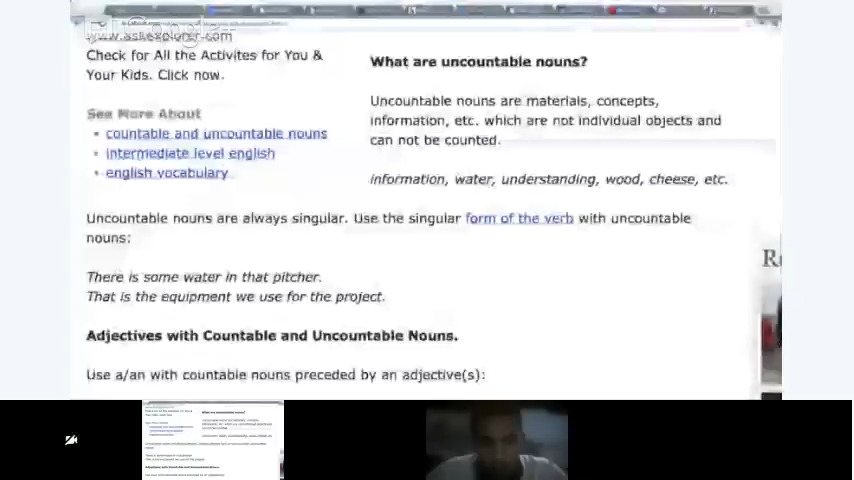 www.askexplorer.com
Check for All the Activites for You &
Your Kids. Click now.
See More About
countable and uncountable nouns
intermediate level english
english vocabulary
What are uncountable nouns?
Uncountable nouns are materials, concepts,
information, etc. which are not individual objects and
can not be counted.
information, water, understanding, wood, cheese, etc.
Uncountable nouns are always singular. Use the singular form of the verb with uncountable
nouns:
There is some water in that pitcher.
That is the equipment we use for the project.
Adjectives with Countable and Uncountable Nouns.
Use a/an with countable nouns preceded by an adjective(s):